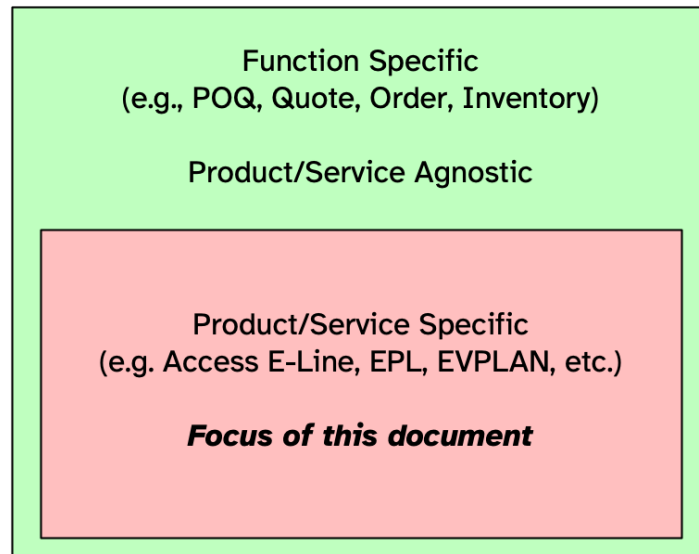 Function Specific
(e.g., POQ, Quote, Order, Inventory)
Product/Service Agnostic
Product/Service Specific
(e.g. Access E-Line, EPL, EVPLAN, etc.)
Focus of this document